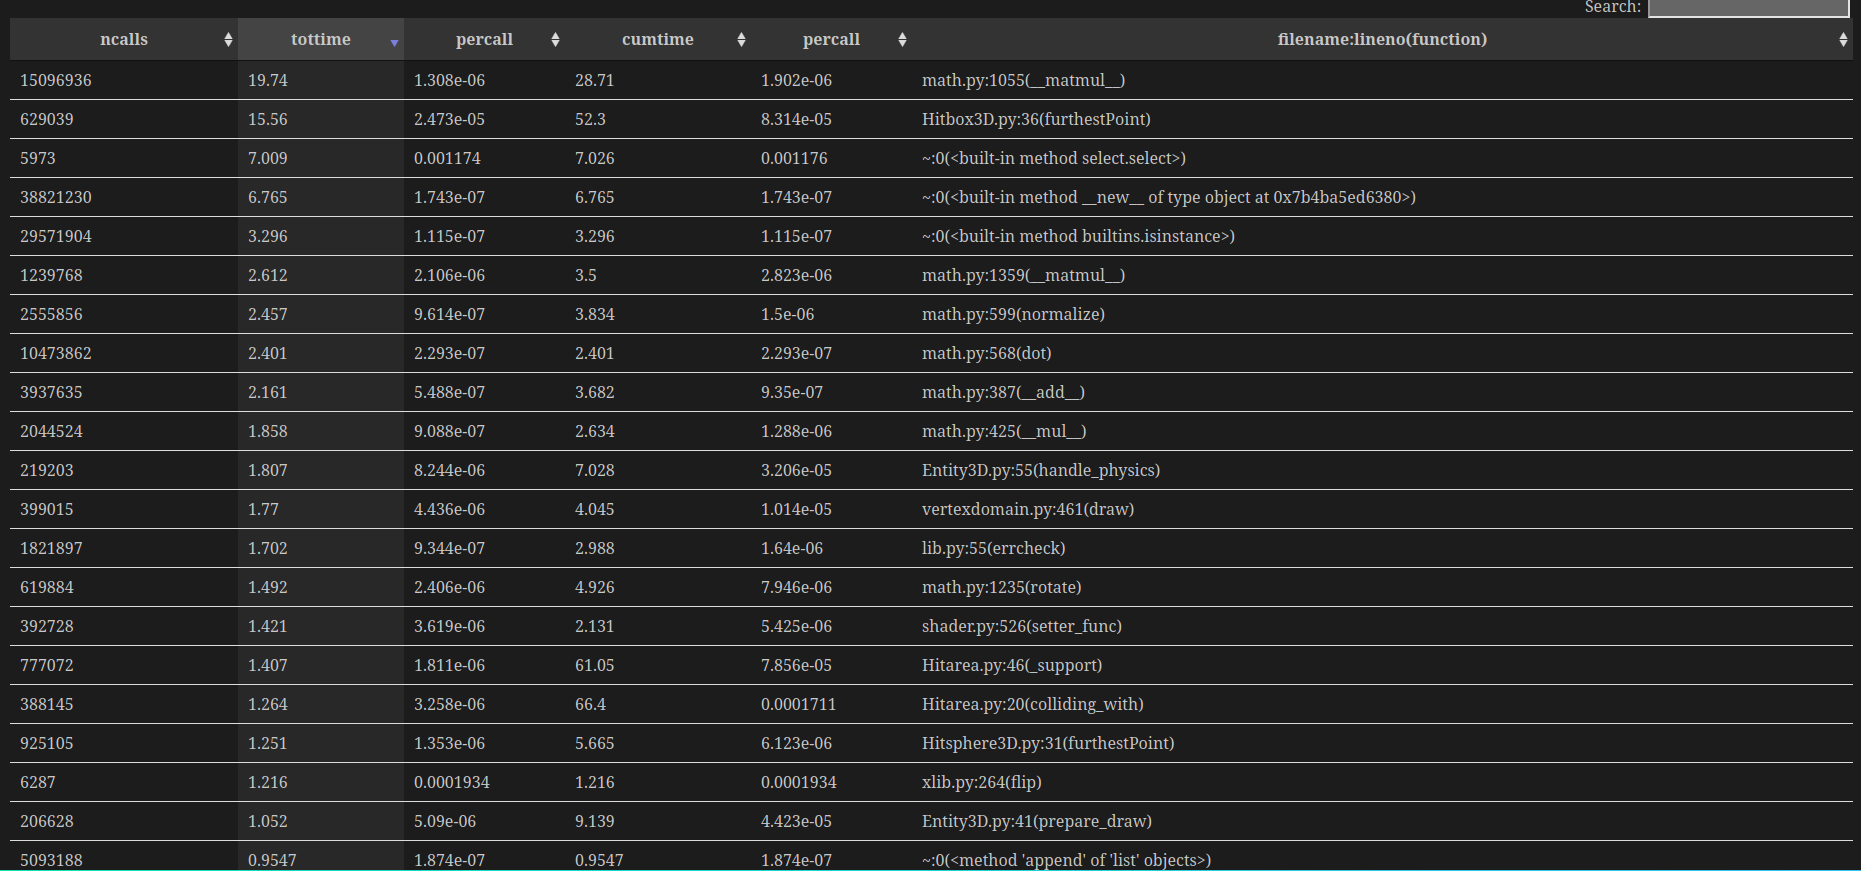 Search:
ncalls tottime percall cumtime percall filename:lineno(function)
15096936 19.74 1.308e-06 28.71 1.902e-06 math.py:1055(__matmul__)
629039 15.56 2.473e-05 52.3 8.314e-05 Hitbox3D.py:36(furthestPoint)
5973 7.009 0.001174 7.026 0.001176 ~:0(<built-in method select.select>)
38821230 6.765 1.743e-07 6.765 1.743e-07 ~:0(<built-in method __new__ of type object at 0x7b4ba5ed6380>)
29571904 3.296 1.115e-07 3.296 1.115e-07 ~:0(<built-in method builtins.isinstance>)
1239768 2.612 2.106e-06 3.5 2.823e-06 math.py:1359(__matmul__)
2555856 2.457 9.614e-07 3.834 1.5e-06 math.py:599(normalize)
10473862 2.401 2.293e-07 2.401 2.293e-07 math.py:568(dot)
3937635 2.161 5.488e-07 3.682 9.35e-07 math.py:387(__add__)
2044524 1.858 9.088e-07 2.634 1.288e-06 math.py:425(__mul__)
219203 1.807 8.244e-06 7.028 3.206e-05 Entity3D.py:55(handle_physics)
399015 1.77 4.436e-06 4.045 1.014e-05 vertexdomain.py:461(draw)
1821897 1.702 9.344e-07 2.988 1.64e-06 lib.py:55(errcheck)
619884 1.492 2.406e-06 4.926 7.946e-06 math.py:1235(rotate)
392728 1.421 3.619e-06 2.131 5.425e-06 shader.py:526(setter_func)
777072 1.407 1.811e-06 61.05 7.856e-05 Hitarea.py:46(_support)
388145 1.264 3.258e-06 66.4 0.0001711 Hitarea.py:20(colliding_with)
925105 1.251 1.353e-06 5.665 6.123e-06 Hitsphere3D.py:31(furthestPoint)
6287 1.216 0.0001934 1.216 0.0001934 xlib.py:264(flip)
206628 1.052 5.09e-06 9.139 4.423e-05 Entity3D.py:41(prepare_draw)
5093188 0.9547 1.874e-07 0.9547 1.874e-07 ~:0(<method 'append' of 'list' objects>)